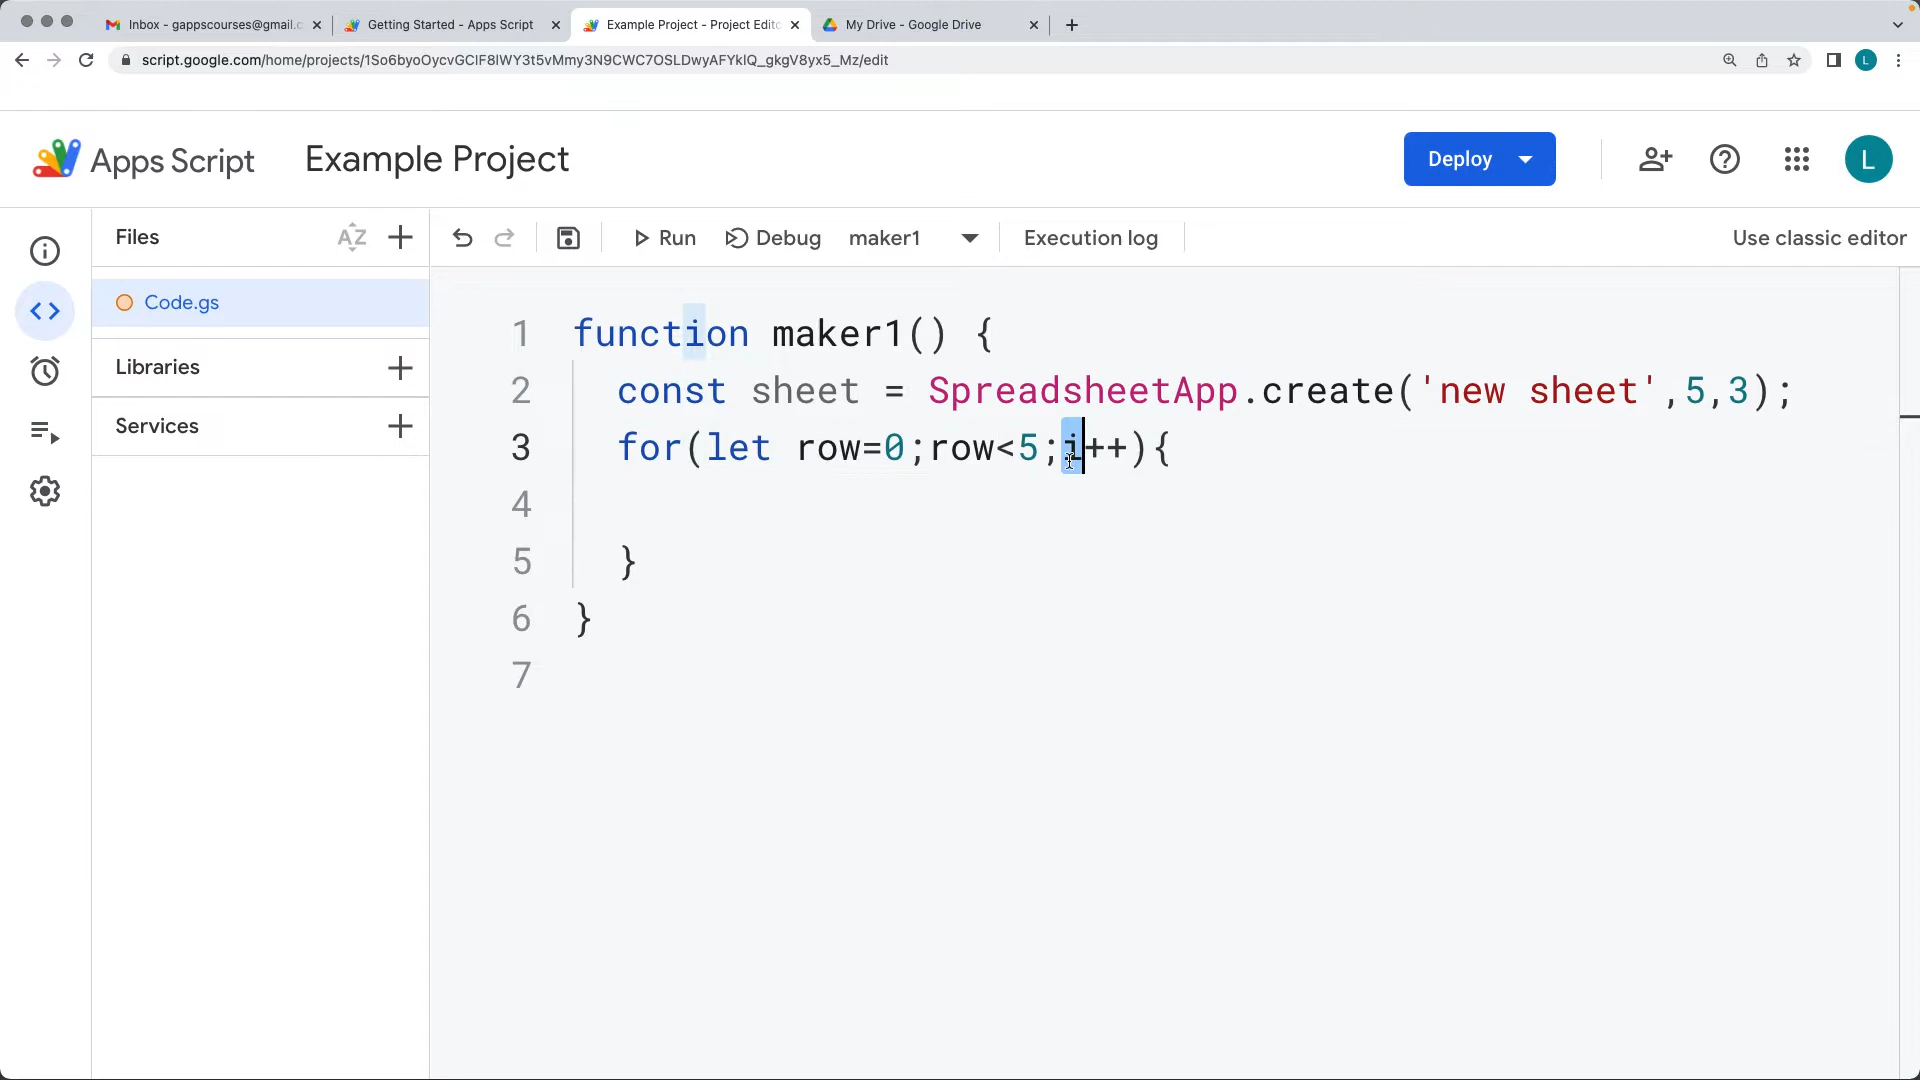 Inbox - gappscourses@gmail.c
Getting Started - Apps Script
Example Project - Project Edito
My Drive - Google Drive
script.google.com/home/projects/1So6byoOycvGClF8lWY3t5vMmy3N9CWC7OSLDwyAFYklQ_gkgV8yx5_Mz/edit
L
Apps Script
Example Project
Deploy
L
Files
AZ
Run
Debug
maker1
Execution log
Use classic editor
Code.gs
Libraries
Services
1 function maker1() {
2 const sheet = SpreadsheetApp.create('new sheet',5,3);
3 for(let row=0;row<5;i++){
4
5 }
6 }
7